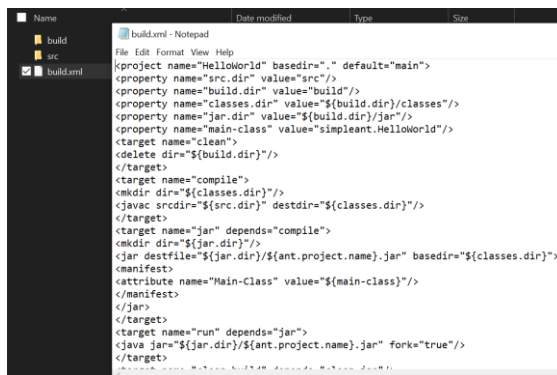 Name Date modified Type Size
build
src
build.xml
build.xml - Notepad
File Edit Format View Help
<project name="HelloWorld" basedir="." default="main">
<property name="src.dir" value="src"/>
<property name="build.dir" value="build"/>
<property name="classes.dir" value="${build.dir}/classes"/>
<property name="jar.dir" value="${build.dir}/jar"/>
<property name="main-class" value="simpleant.HelloWorld"/>
<target name="clean">
<delete dir="${build.dir}"/>
</target>
<target name="compile">
<mkdir dir="${classes.dir}"/>
<javac srcdir="${src.dir}" destdir="${classes.dir}"/>
</target>
<target name="jar" depends="compile">
<mkdir dir="${jar.dir}"/>
<jar destfile="${jar.dir}/${ant.project.name}.jar" basedir="${classes.dir}">
<manifest>
<attribute name="Main-Class" value="${main-class}"/>
</manifest>
</jar>
</target>
<target name="run" depends="jar">
<java jar="${jar.dir}/${ant.project.name}.jar" fork="true"/>
</target>